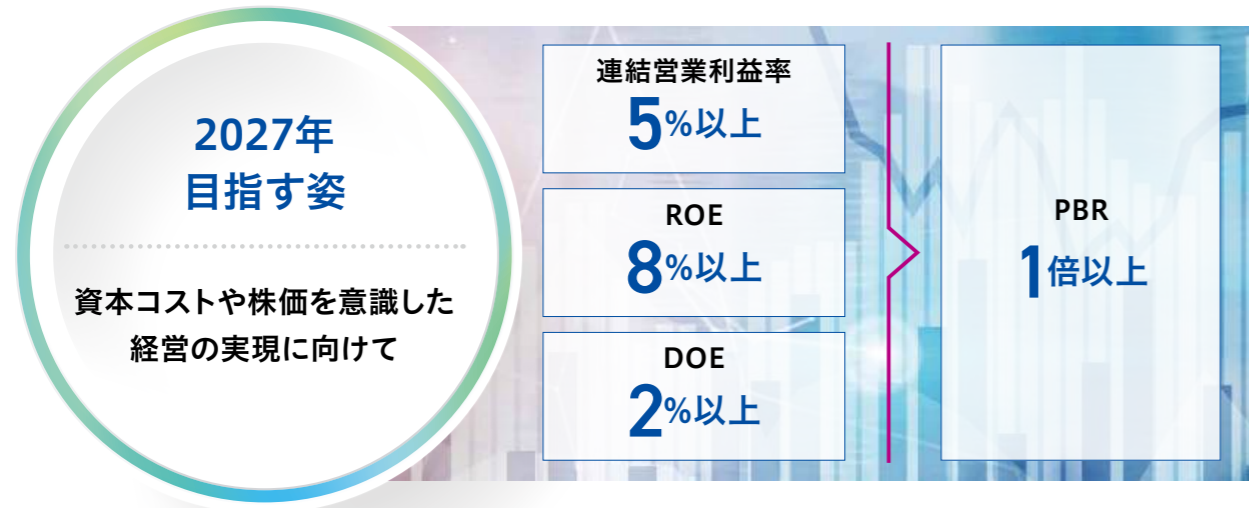 2027年
目指す姿
資本コストや株価を意識した
経営の実現に向けて
連結営業利益率
5%以上
ROE
8%以上
DOE
2%以上
PBR
1倍以上